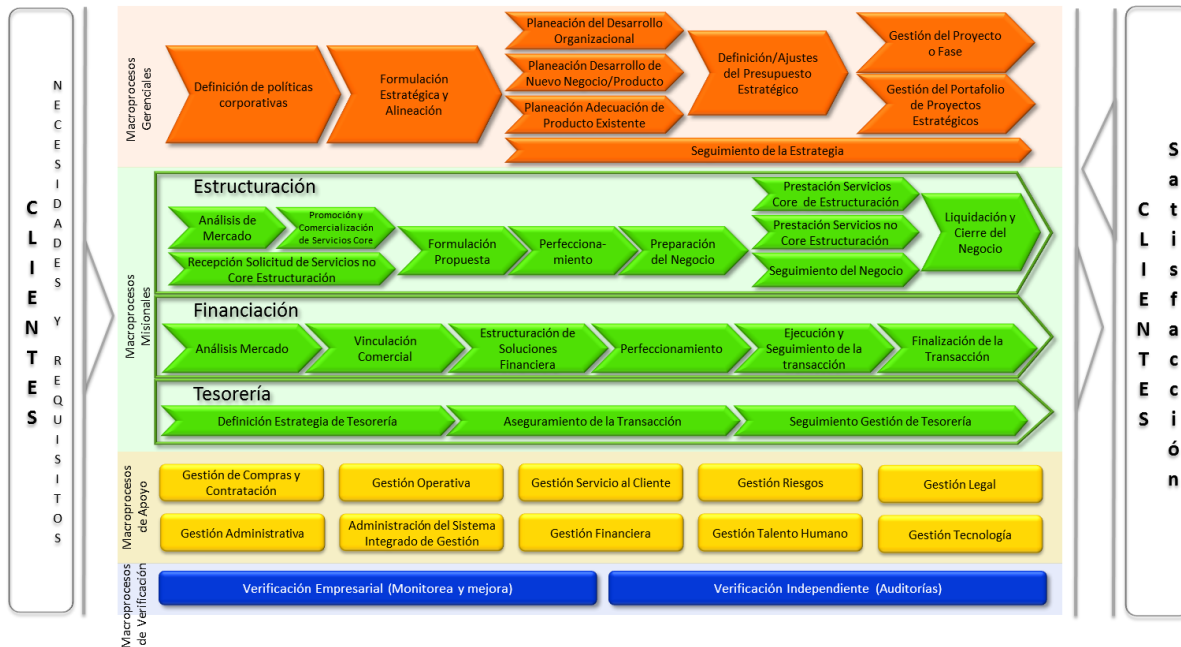 CLIENTES
NECESIDADES Y REQUISITOS
Macroprocesos
Gerenciales
Definición de políticas
corporativas
Formulación
Estratégica y
Alineación
Planeación del Desarrollo
Organizacional
Planeación Desarrollo de
Nuevo Negocio/Producto
Planeación Adecuación de
Producto Existente
Definición/Ajustes
del Presupuesto
Estratégico
Gestión del Proyecto
o Fase
Gestión del Portafolio
de Proyectos
Estratégicos
Seguimiento de la Estrategia
Macroprocesos
Misionales
Estructuración
Análisis de
Mercado
Promoción y
Comercialización
de Servicios Core
Recepción Solicitud de Servicios no
Core Estructuración
Formulación
Propuesta
Perfecciona-
miento
Preparación
del Negocio
Prestación Servicios
Core de Estructuración
Prestación Servicios no
Core Estructuración
Seguimiento del Negocio
Liquidación y
Cierre del
Negocio
Financiación
Análisis Mercado
Vinculación
Comercial
Estructuración de
Soluciones
Financiera
Perfeccionamiento
Ejecución y
Seguimiento de la
transacción
Finalización de la
Transacción
Tesorería
Definición Estrategia de Tesorería
Aseguramiento de la Transacción
Seguimiento Gestión de Tesorería
Macroprocesos
de Apoyo
Gestión de Compras y
Contratación
Gestión Operativa
Gestión Servicio al Cliente
Gestión Riesgos
Gestión Legal
Gestión Administrativa
Administración del Sistema
Integrado de Gestión
Gestión Financiera
Gestión Talento Humano
Gestión Tecnología
Macroprocesos
de Verificación
Verificación Empresarial (Monitorea y mejora)
Verificación Independiente (Auditorías)
CLIENTES
Satisfacción